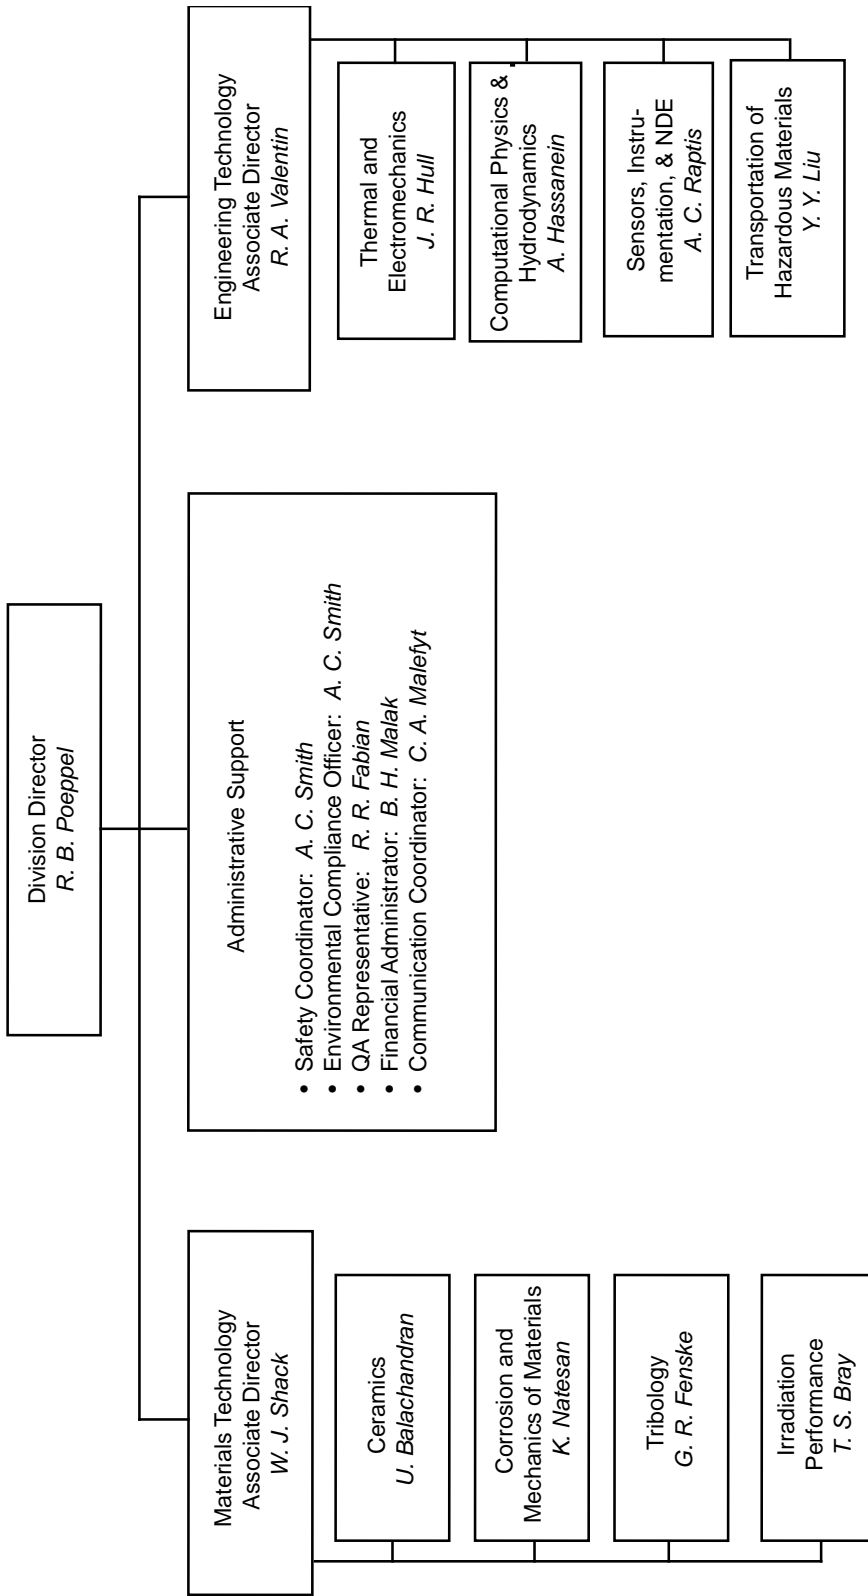 Division Director
R. B. Poeppel
Materials Technology
Associate Director
W. J. Shack
Ceramics
U. Balachandran
Corrosion and
Mechanics of Materials
K. Natesan
Tribology
G. R. Fenske
Irradiation
Performance
T. S. Bray
Administrative Support
• Safety Coordinator: A. C. Smith
• Environmental Compliance Officer: A. C. Smith
• QA Representative: R. R. Fabian
• Financial Administrator: B. H. Malak
• Communication Coordinator: C. A. Malefyt
Engineering Technology
Associate Director
R. A. Valentin
Thermal and
Electromechanics
J. R. Hull
Computational Physics &
Hydrodynamics
A. Hassanein
Sensors, Instru-
mentation, & NDE
A. C. Raptis
Transportation of
Hazardous Materials
Y. Y. Liu